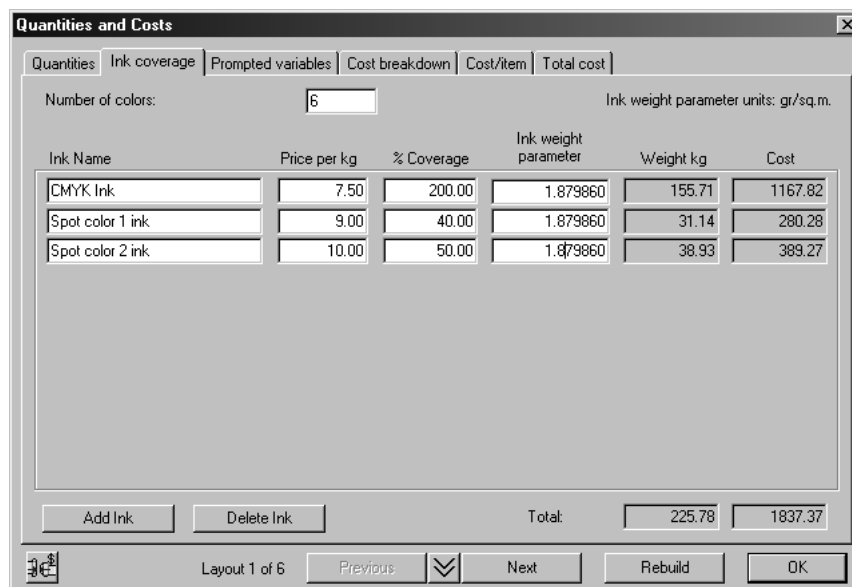 Quantities and Costs
Quantities Ink coverage Prompted variables Cost breakdown Cost/item Total cost
Number of colors: 6 Ink weight parameter units: gr/sq.m.
Ink Name Price per kg % Coverage Ink weight parameter Weight kg Cost
CMYK Ink 7.50 200.00 1.879860 155.71 1167.82
Spot color 1 ink 9.00 40.00 1.879860 31.14 280.28
Spot color 2 ink 10.00 50.00 1.879860 38.93 389.27
Add Ink Delete Ink Total: 225.78 1837.37
Layout 1 of 6 Previous Next Rebuild OK